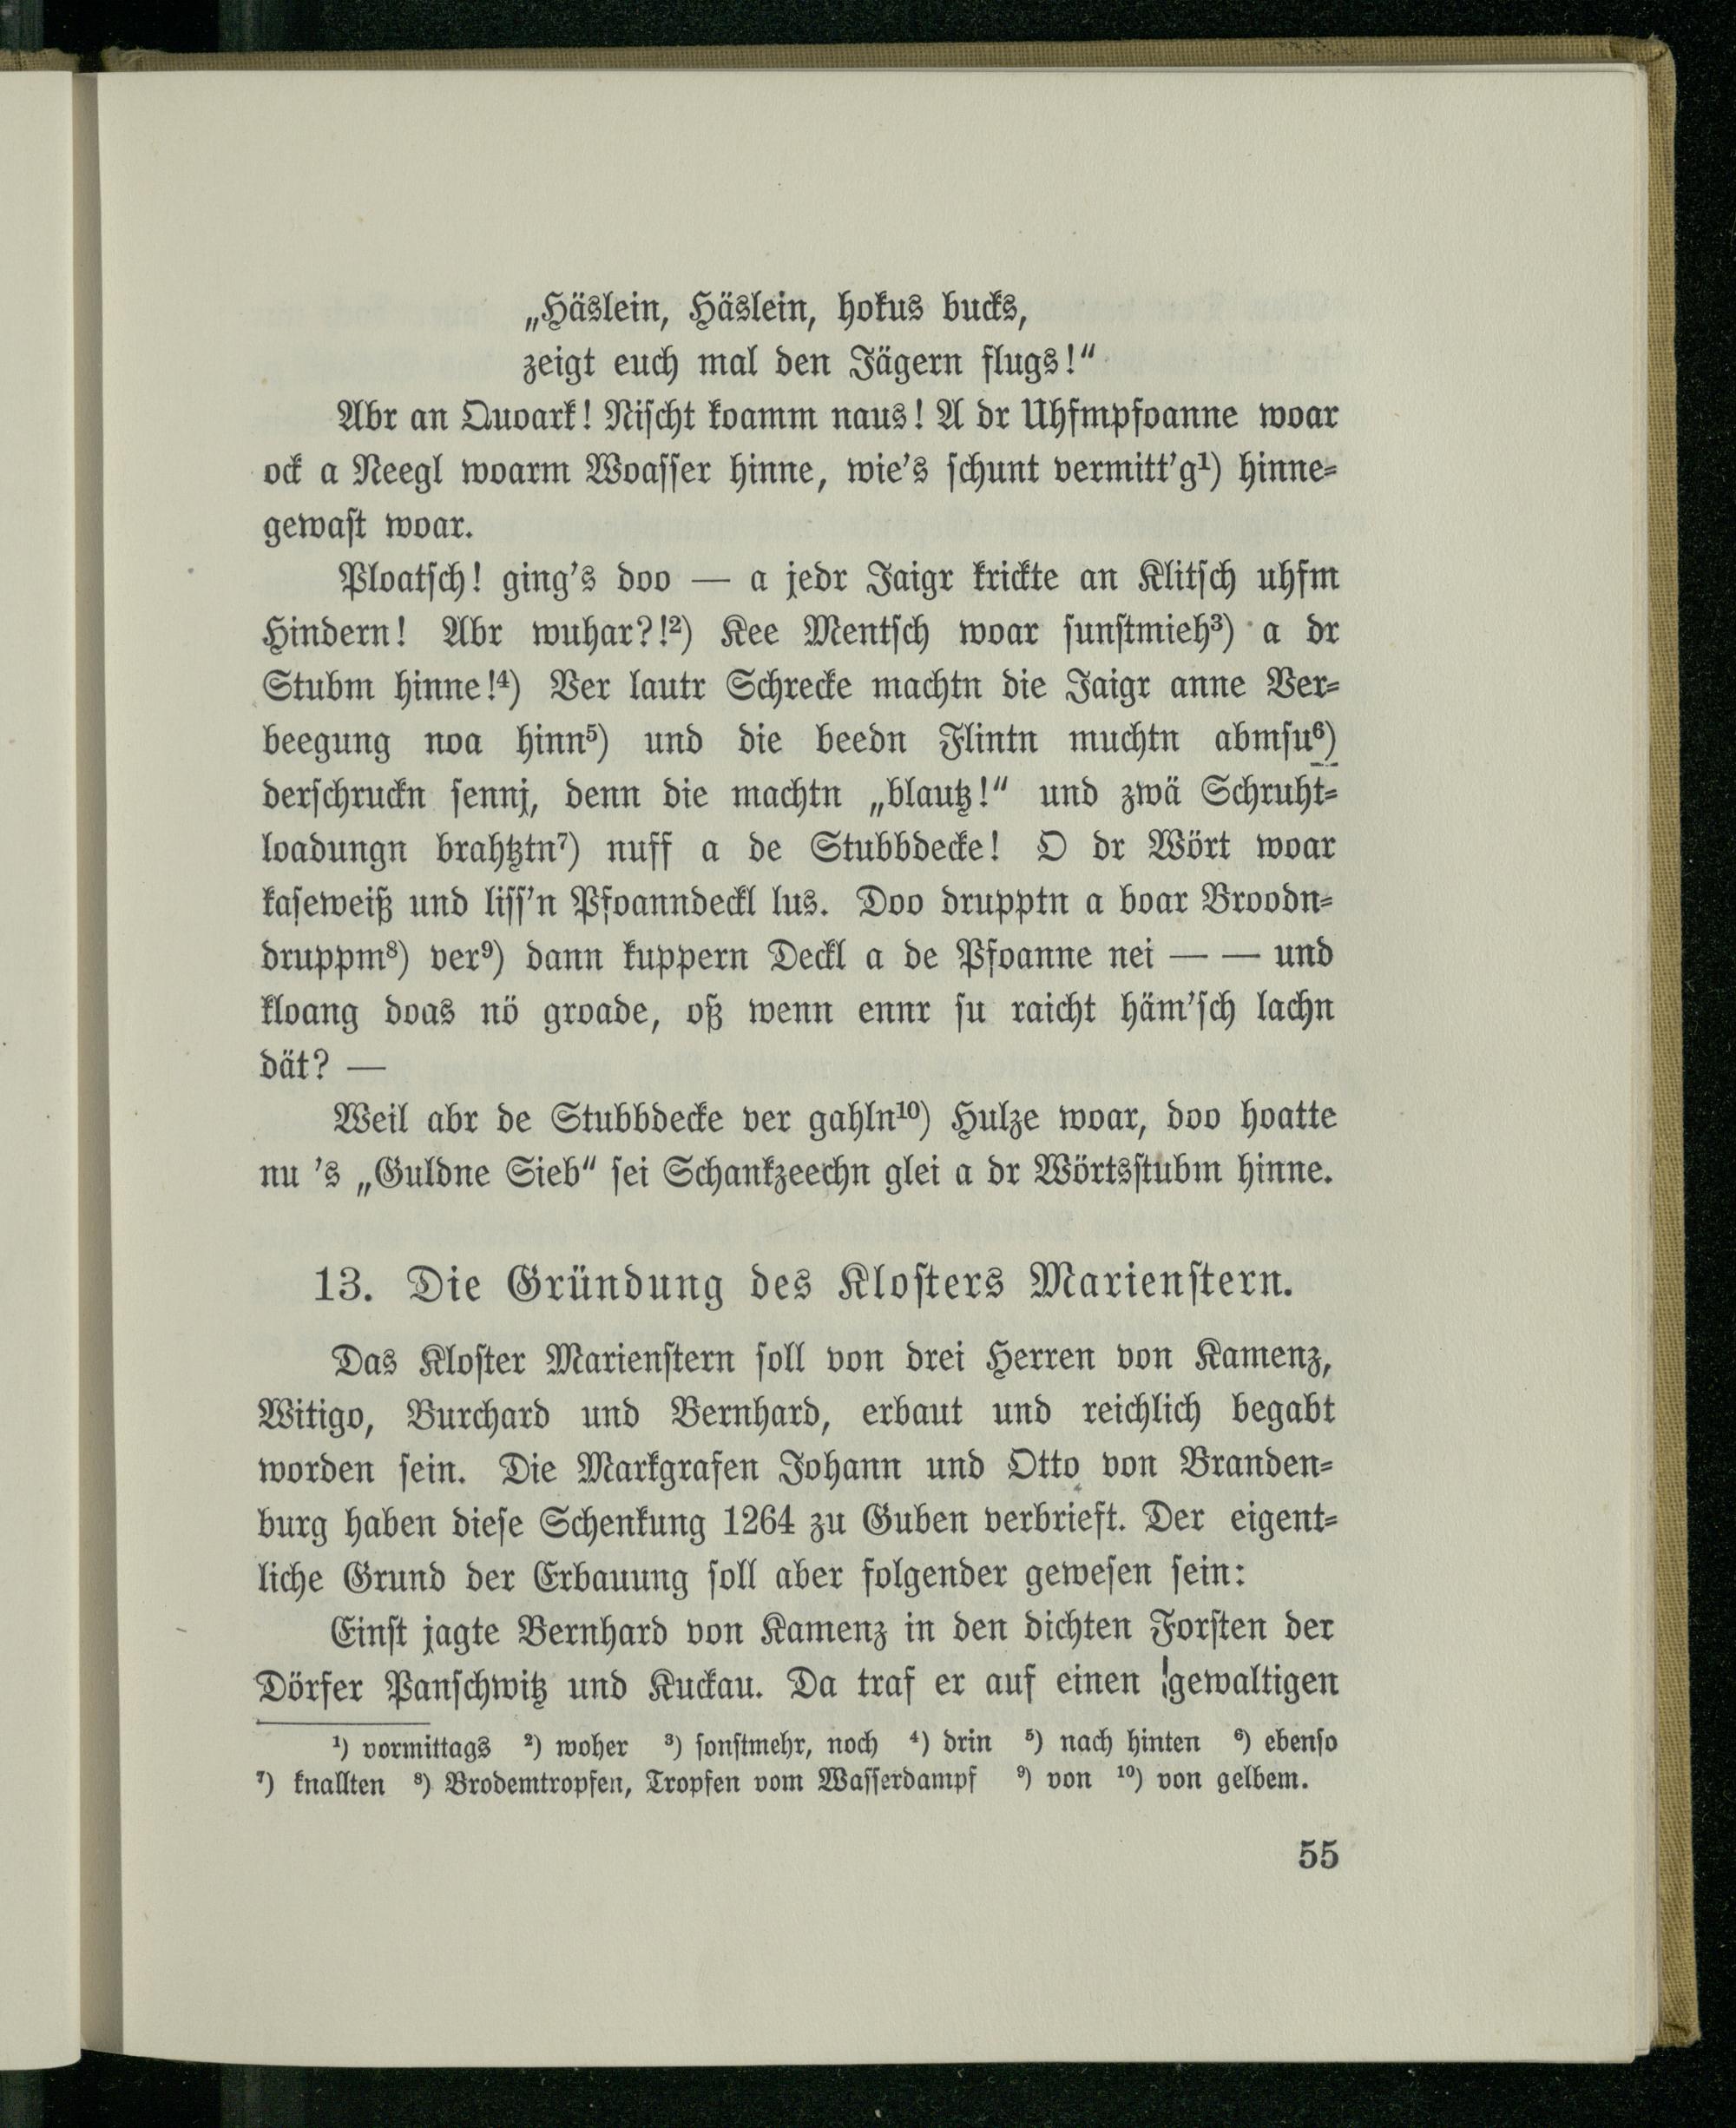 „Häslein, Häslein, hokus bucks,
zeigt euch mal den Jägern flugs!“
Abr an Quoark! Nischt koamm naus! A dr Uhfmpfoanne woar
ock a Neegl woarm Woasser hinne, wie's schunt vermitt'g¹) hinne-
gewast woar.
Ploatsch! ging's doo — a jedr Jaigr krickte an Klitsch uhfm
Hindern! Abr wuhar?!²) Kee Mentsch woar sunstmieh³) a dr
Stubm hinne!⁴) Ver lautr Schrecke machtn die Jaigr anne Ver-
beegung noa hinn⁵) und die beedn Flintn muchtn abmsu⁶)
derschruckn sennj, denn die machtn „blautz!“ und zwä Schruht-
loadungn brahtztn⁷) nuff a de Stubbdecke! O dr Wört woar
kaseweiß und liss'n Pfoanndeckl lus. Doo drupptn a boar Broodn-
druppm⁸) ver⁹) dann kuppern Deckl a de Pfoanne nei — — und
kloang doas nö groade, oß wenn ennr su raicht häm'sch lachn
dät? —
Weil abr de Stubbdecke ver gahln¹⁰) Hulze woar, doo hoatte
nu 's „Guldne Sieb“ sei Schankzeechn glei a dr Wörtsstubm hinne.
13. Die Gründung des Klosters Marienstern.
Das Kloster Marienstern soll von drei Herren von Kamenz,
Witigo, Burchard und Bernhard, erbaut und reichlich begabt
worden sein. Die Markgrafen Johann und Otto von Branden-
burg haben diese Schenkung 1264 zu Guben verbrieft. Der eigent-
liche Grund der Erbauung soll aber folgender gewesen sein:
Einst jagte Bernhard von Kamenz in den dichten Forsten der
Dörfer Panschwitz und Kuckau. Da traf er auf einen gewaltigen
¹) vormittags ²) woher ³) sonstmehr, noch ⁴) drin ⁵) nach hinten ⁶) ebenso
⁷) knallten ⁸) Brodemtropfen, Tropfen vom Wasserdampf ⁹) von ¹⁰) von gelbem.
55